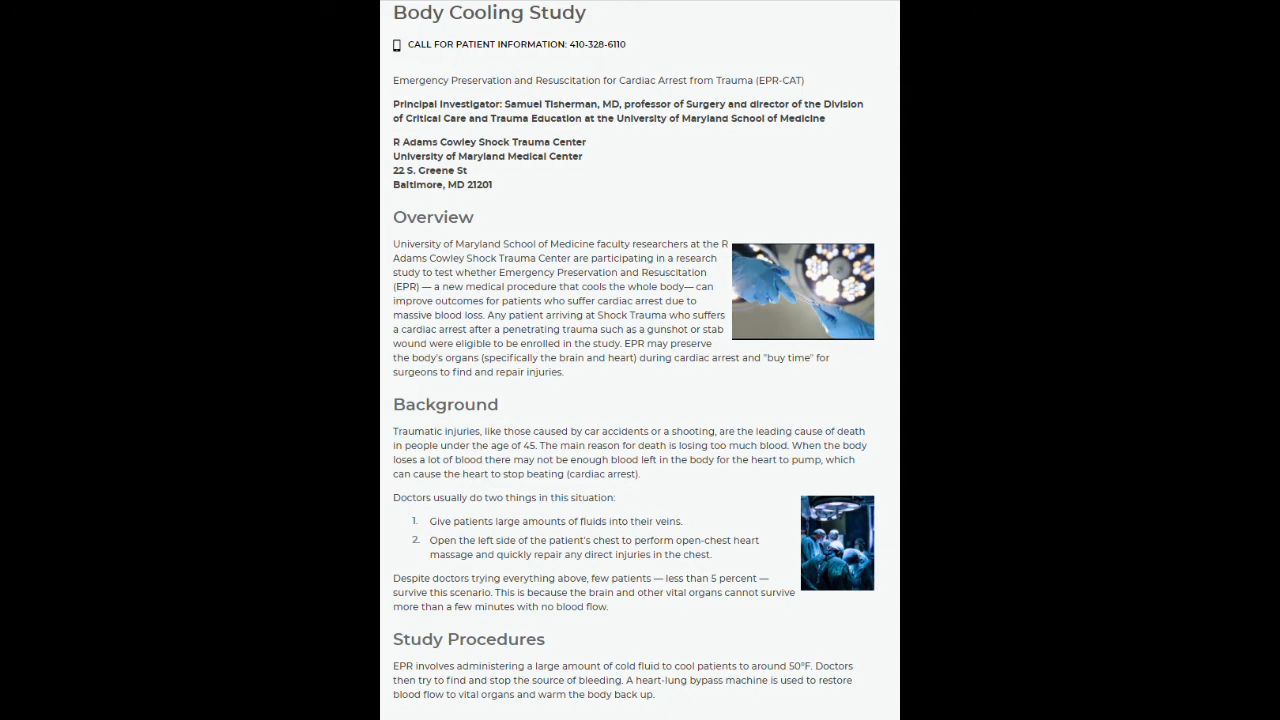 Body Cooling Study
CALL FOR PATIENT INFORMATION: 410-328-6110
Emergency Preservation and Resuscitation for Cardiac Arrest from Trauma (EPR-CAT)
Principal Investigator: Samuel Tisherman, MD, professor of Surgery and director of the Division
of Critical Care and Trauma Education at the University of Maryland School of Medicine
R Adams Cowley Shock Trauma Center
University of Maryland Medical Center
22 S. Greene St
Baltimore, MD 21201
Overview
University of Maryland School of Medicine faculty researchers at the R
Adams Cowley Shock Trauma Center are participating in a research
study to test whether Emergency Preservation and Resuscitation
(EPR) — a new medical procedure that cools the whole body— can
improve outcomes for patients who suffer cardiac arrest due to
massive blood loss. Any patient arriving at Shock Trauma who suffers
a cardiac arrest after a penetrating trauma such as a gunshot or stab
wound were eligible to be enrolled in the study. EPR may preserve
the body's organs (specifically the brain and heart) during cardiac arrest and "buy time" for
surgeons to find and repair injuries.
Background
Traumatic injuries, like those caused by car accidents or a shooting, are the leading cause of death
in people under the age of 45. The main reason for death is losing too much blood. When the body
loses a lot of blood there may not be enough blood left in the body for the heart to pump, which
can cause the heart to stop beating (cardiac arrest).
Doctors usually do two things in this situation:
1. Give patients large amounts of fluids into their veins.
2. Open the left side of the patient's chest to perform open-chest heart
massage and quickly repair any direct injuries in the chest.
Despite doctors trying everything above, few patients — less than 5 percent —
survive this scenario. This is because the brain and other vital organs cannot survive
more than a few minutes with no blood flow.
Study Procedures
EPR involves administering a large amount of cold fluid to cool patients to around 50°F. Doctors
then try to find and stop the source of bleeding. A heart-lung bypass machine is used to restore
blood flow to vital organs and warm the body back up.